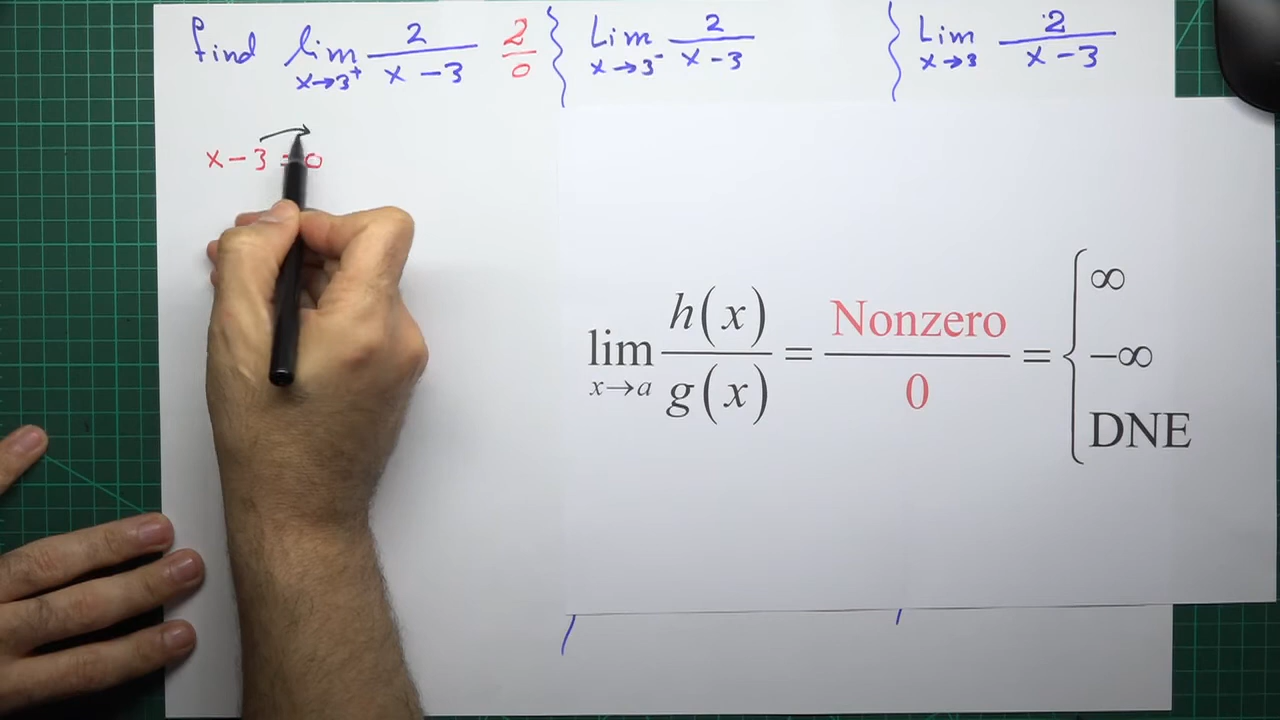 find lim x→3⁺ 2/(x-3) 2/0
Lim x→3⁻ 2/(x-3)
Lim x→3 2/(x-3)
x-3=0
lim x→a h(x)/g(x) = Nonzero/0 = { ∞
-∞
DNE